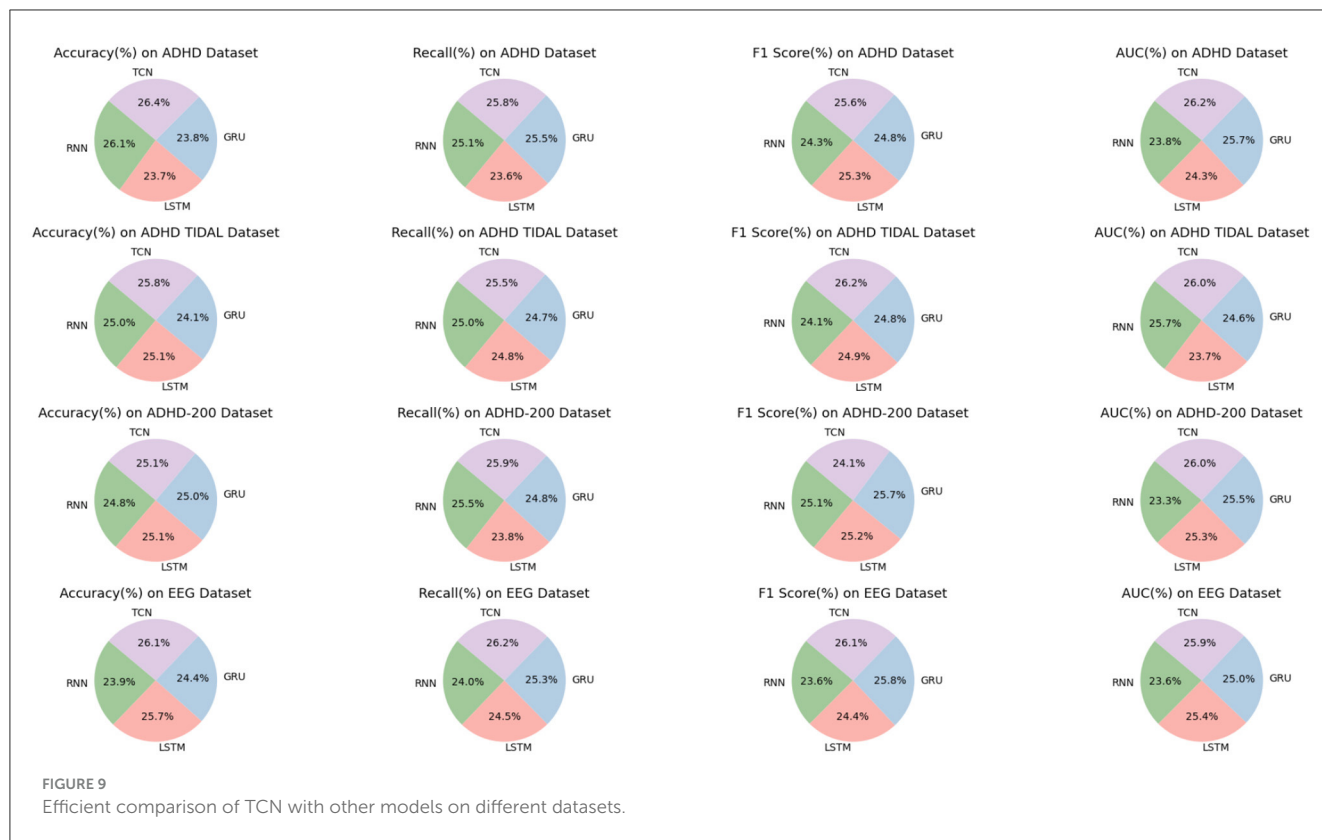 Accuracy(%) on ADHD Dataset
TCN
26.4%
RNN
26.1%
23.8%
GRU
23.7%
LSTM
Recall(%) on ADHD Dataset
TCN
25.8%
RNN
25.1%
25.5%
GRU
23.6%
LSTM
F1 Score(%) on ADHD Dataset
TCN
25.6%
RNN
24.3%
24.8%
GRU
25.3%
LSTM
AUC(%) on ADHD Dataset
TCN
26.2%
RNN
23.8%
25.7%
GRU
24.3%
LSTM
Accuracy(%) on ADHD TIDAL Dataset
TCN
25.8%
RNN
25.0%
24.1%
GRU
25.1%
LSTM
Recall(%) on ADHD TIDAL Dataset
TCN
25.5%
RNN
25.0%
24.7%
GRU
24.8%
LSTM
F1 Score(%) on ADHD TIDAL Dataset
TCN
26.2%
RNN
24.1%
24.8%
GRU
24.9%
LSTM
AUC(%) on ADHD TIDAL Dataset
TCN
26.0%
RNN
25.7%
24.6%
GRU
23.7%
LSTM
Accuracy(%) on ADHD-200 Dataset
TCN
25.1%
RNN
24.8%
25.0%
GRU
25.1%
LSTM
Recall(%) on ADHD-200 Dataset
TCN
25.9%
RNN
25.5%
24.8%
GRU
23.8%
LSTM
F1 Score(%) on ADHD-200 Dataset
TCN
24.1%
RNN
25.1%
25.7%
GRU
25.2%
LSTM
AUC(%) on ADHD-200 Dataset
TCN
26.0%
RNN
23.3%
25.5%
GRU
25.3%
LSTM
Accuracy(%) on EEG Dataset
TCN
26.1%
RNN
23.9%
24.4%
GRU
25.7%
LSTM
Recall(%) on EEG Dataset
TCN
26.2%
RNN
24.0%
25.3%
GRU
24.5%
LSTM
F1 Score(%) on EEG Dataset
TCN
26.1%
RNN
23.6%
25.8%
GRU
24.4%
LSTM
AUC(%) on EEG Dataset
TCN
25.9%
RNN
23.6%
25.0%
GRU
25.4%
LSTM
FIGURE 9
Efficient comparison of TCN with other models on different datasets.